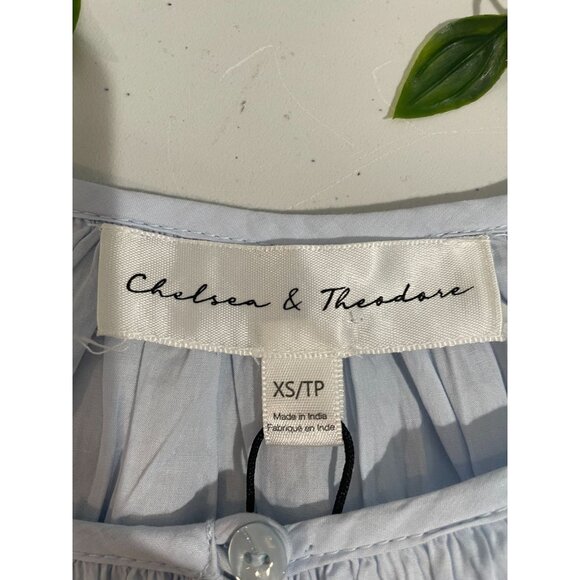 Chelsea & Theodore
XS/TP
Made in India
Fabriqué en Inde